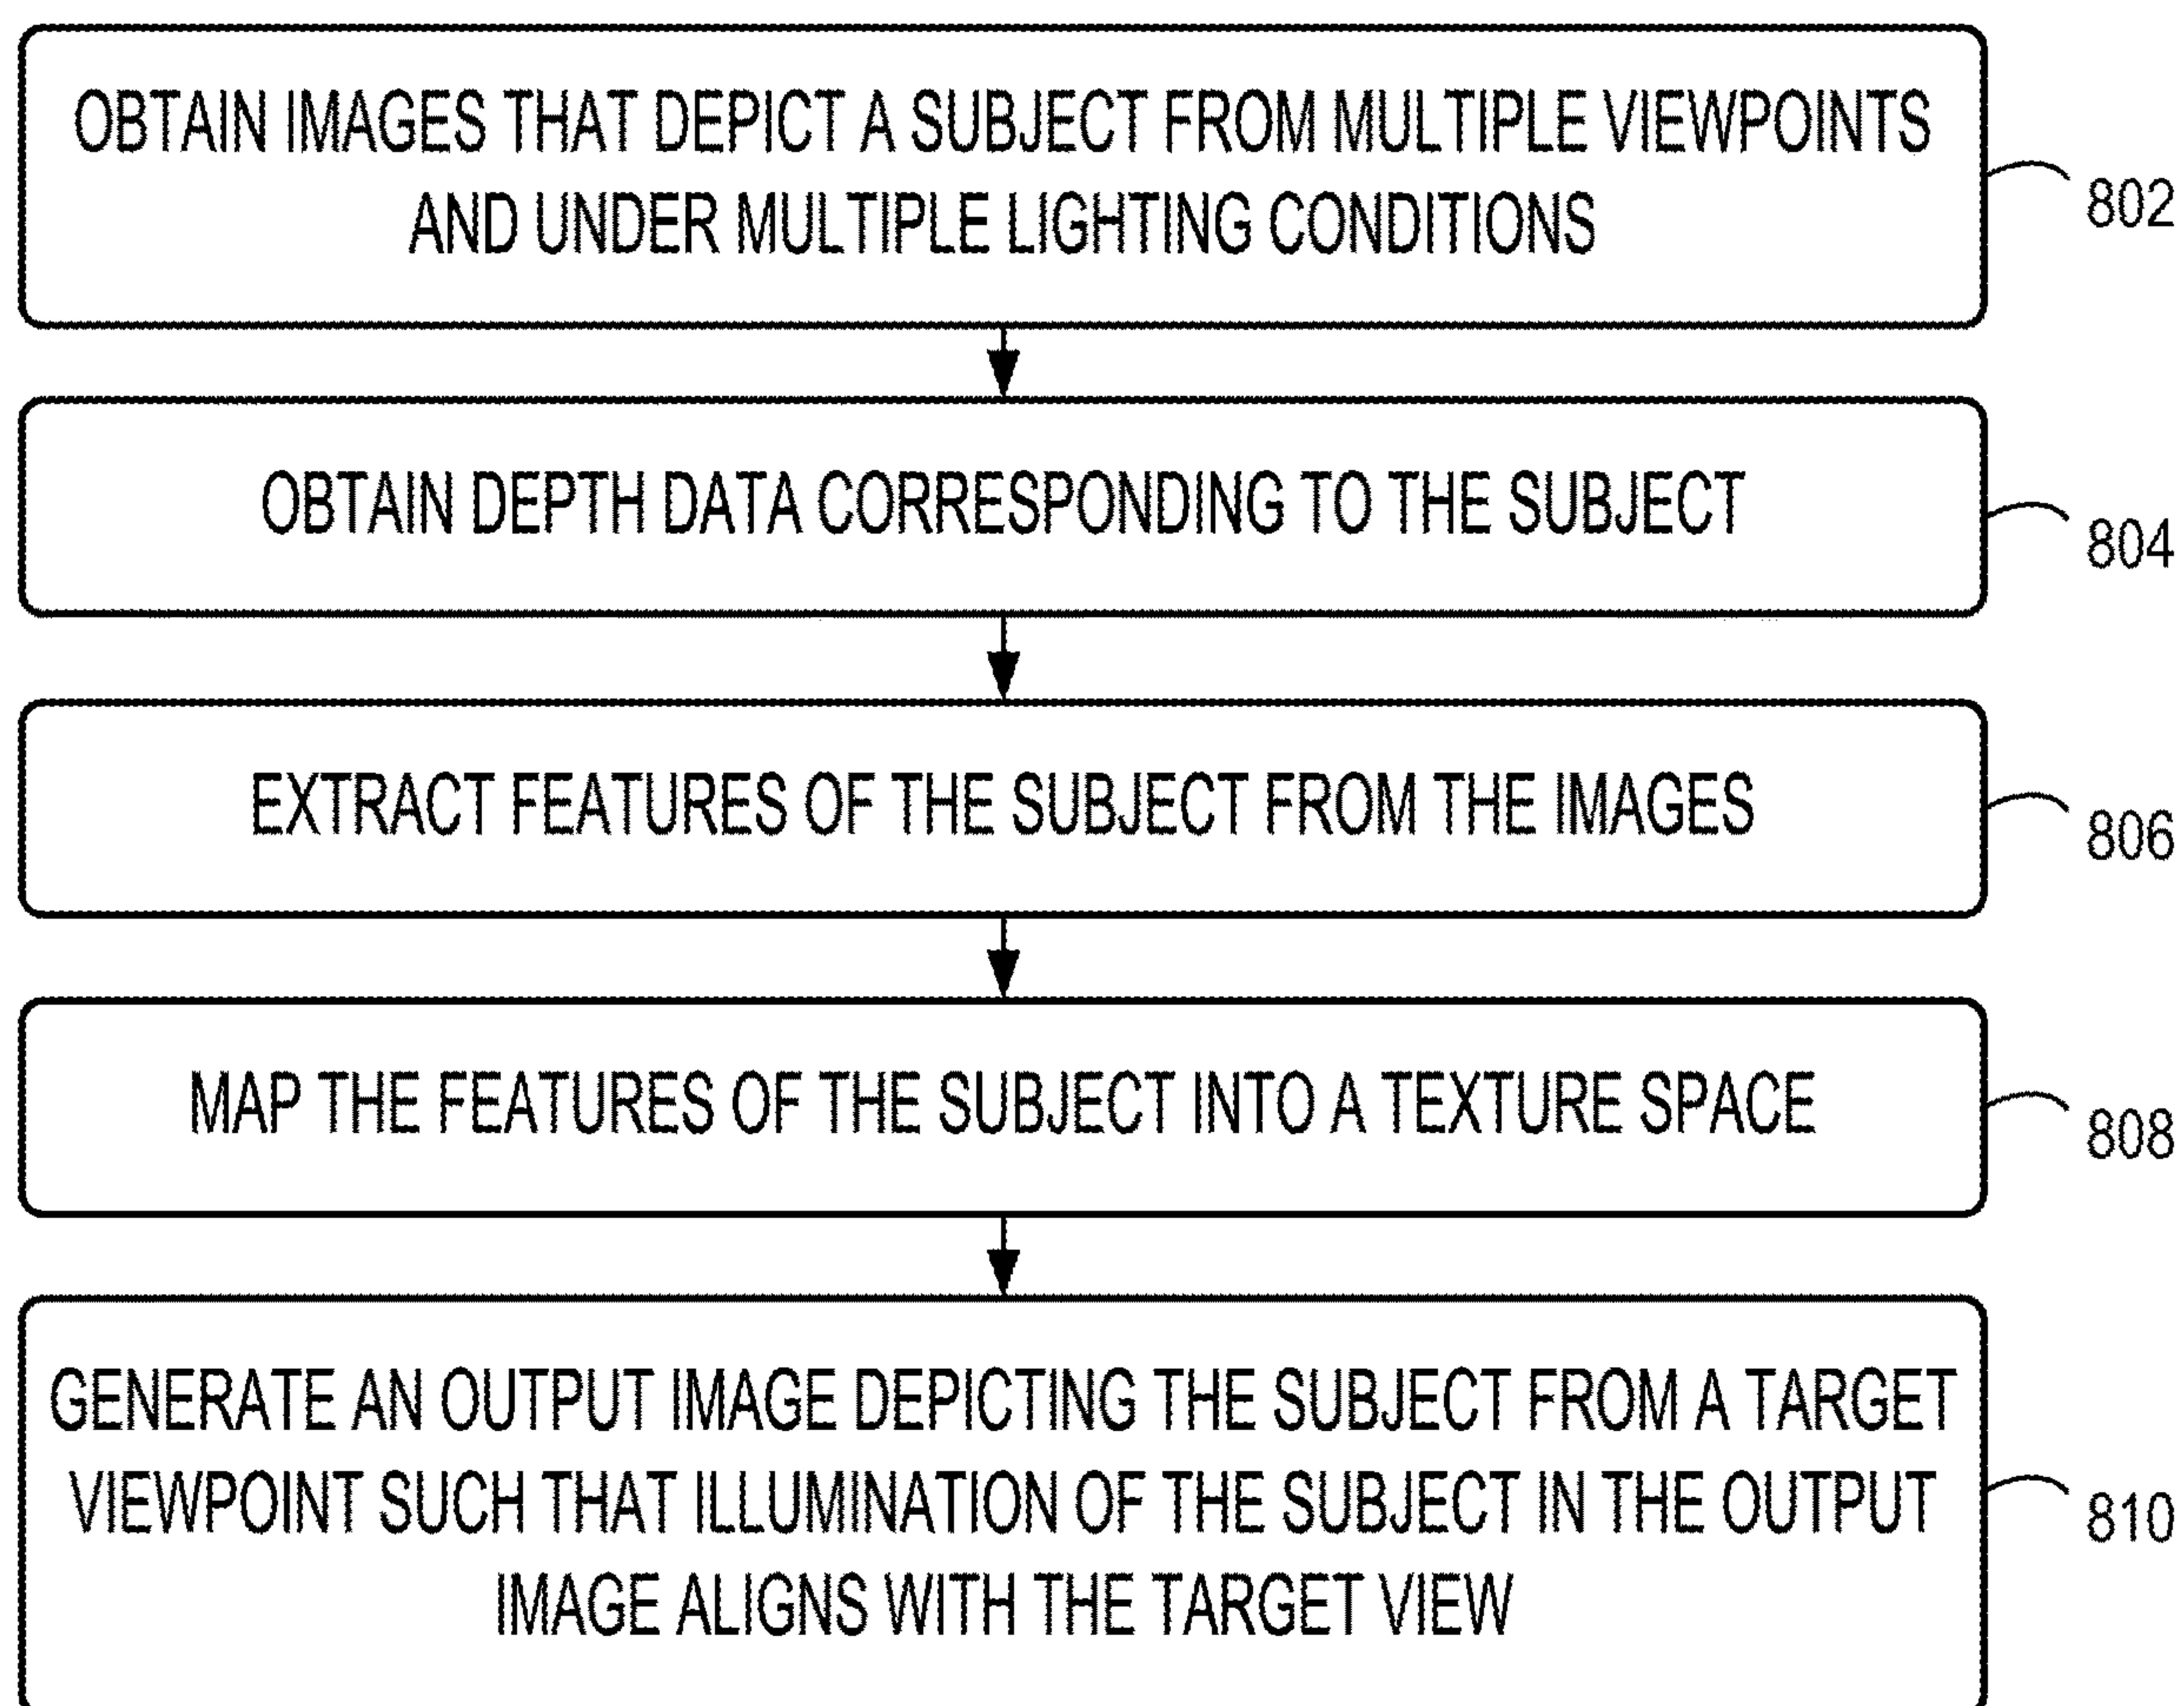 OBTAIN IMAGES THAT DEPICT A SUBJECT FROM MULTIPLE VIEWPOINTS
AND UNDER MULTIPLE LIGHTING CONDITIONS
802
OBTAIN DEPTH DATA CORRESPONDING TO THE SUBJECT
804
EXTRACT FEATURES OF THE SUBJECT FROM THE IMAGES
806
MAP THE FEATURES OF THE SUBJECT INTO A TEXTURE SPACE
808
GENERATE AN OUTPUT IMAGE DEPICTING THE SUBJECT FROM A TARGET
VIEWPOINT SUCH THAT ILLUMINATION OF THE SUBJECT IN THE OUTPUT
IMAGE ALIGNS WITH THE TARGET VIEW
810